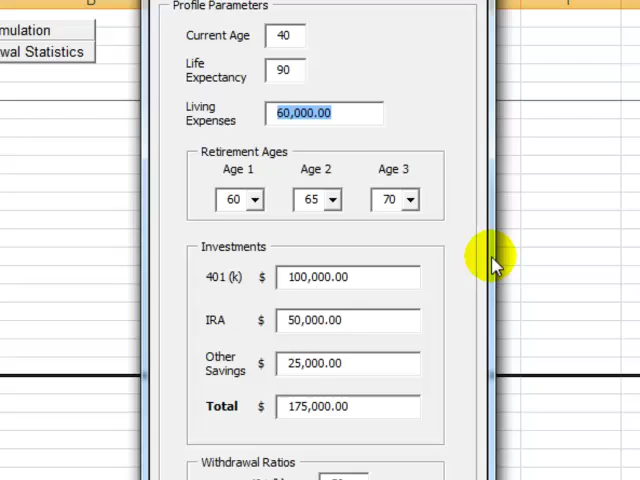 Profile Parameters
mulation
wal Statistics
Current Age 40
Life
Expectancy 90
Living
Expenses 60,000.00
Retirement Ages
Age 1 Age 2 Age 3
60 65 70
Investments
401 (k) $ 100,000.00
IRA $ 50,000.00
Other
Savings $ 25,000.00
Total $ 175,000.00
Withdrawal Ratios